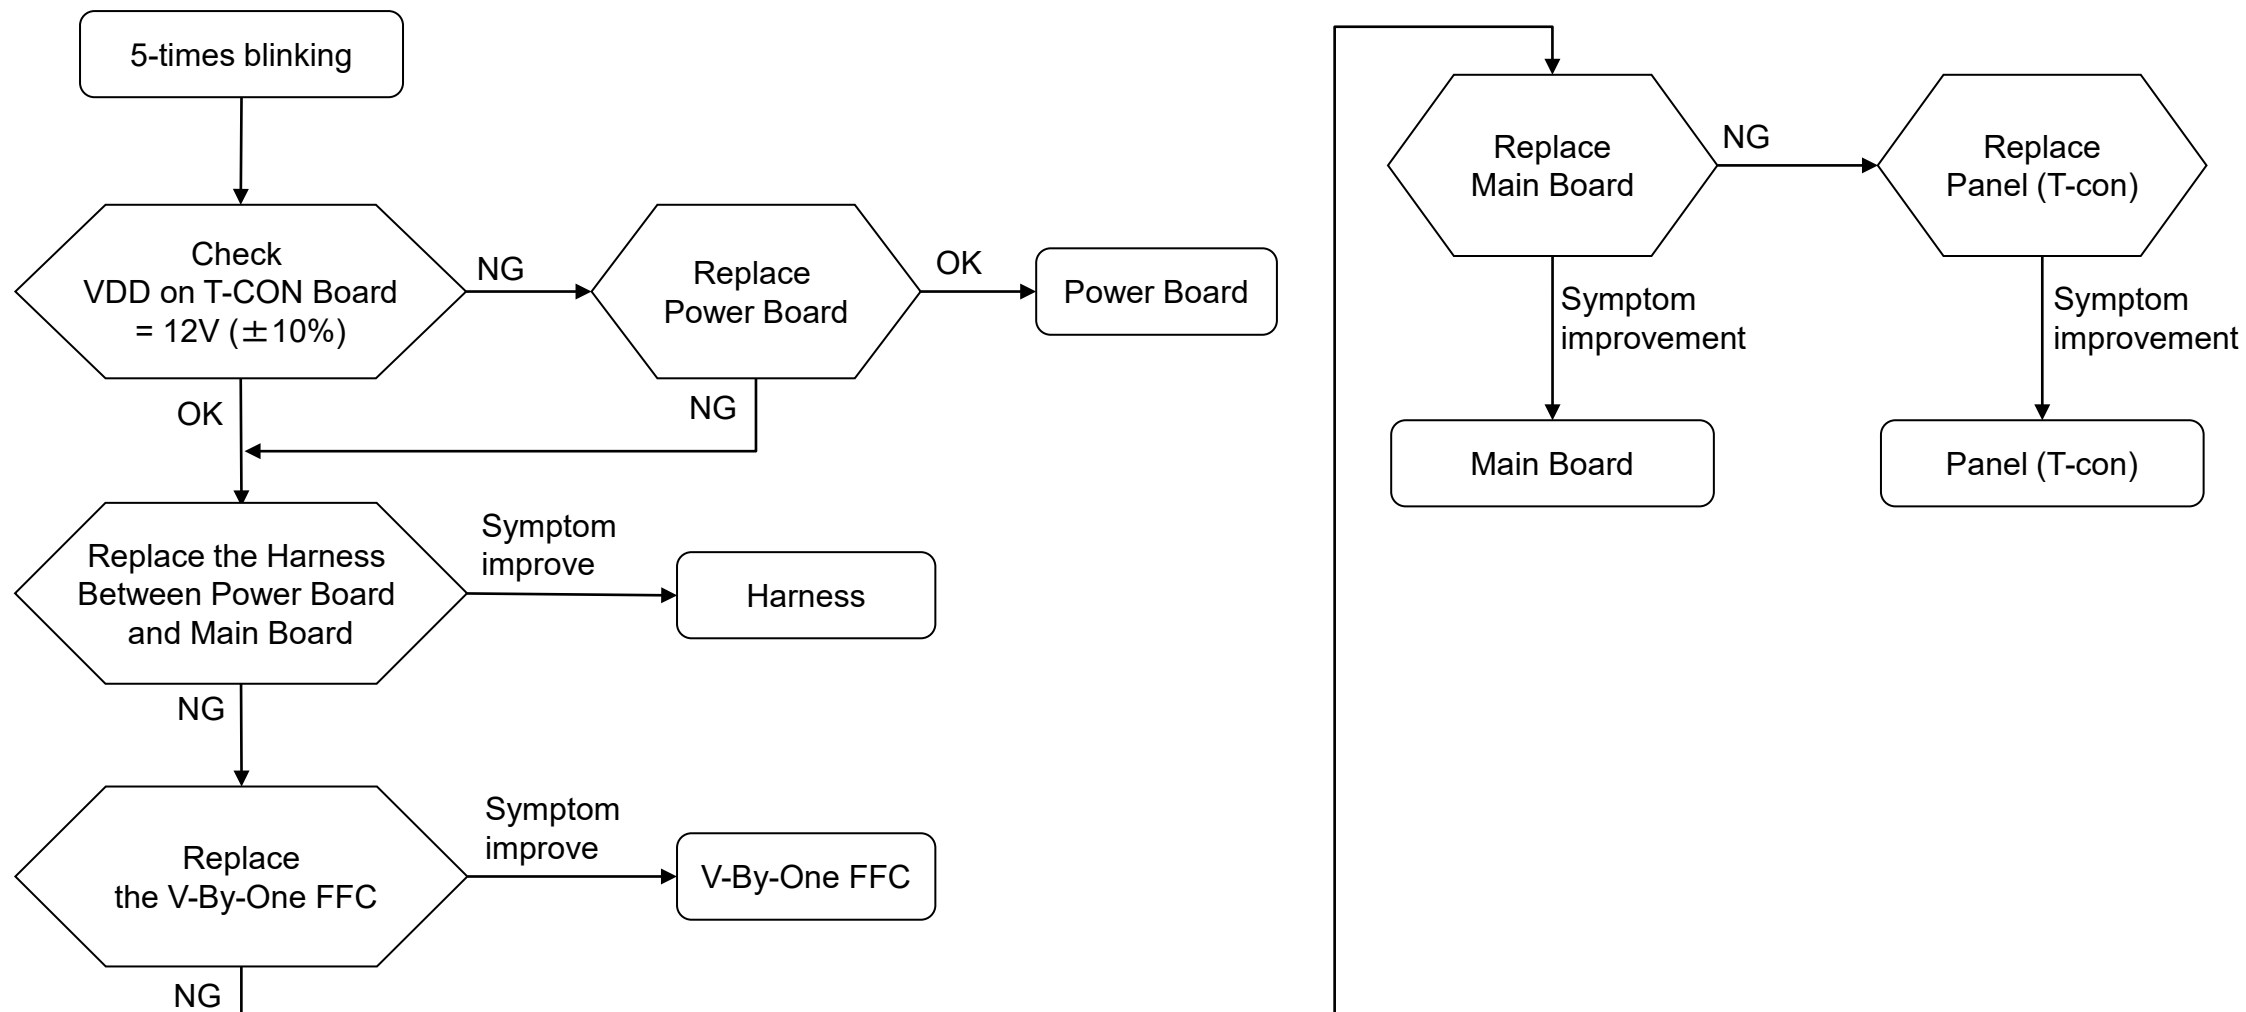 5-times blinking
Check
VDD on T-CON Board
= 12V (±10%)
NG
Replace
Power Board
OK
Power Board
OK
NG
Replace the Harness
Between Power Board
and Main Board
Symptom
improve
Harness
NG
Replace
the V-By-One FFC
Symptom
improve
V-By-One FFC
NG
Replace
Main Board
NG
Replace
Panel (T-con)
Symptom
improvement
Symptom
improvement
Main Board
Panel (T-con)